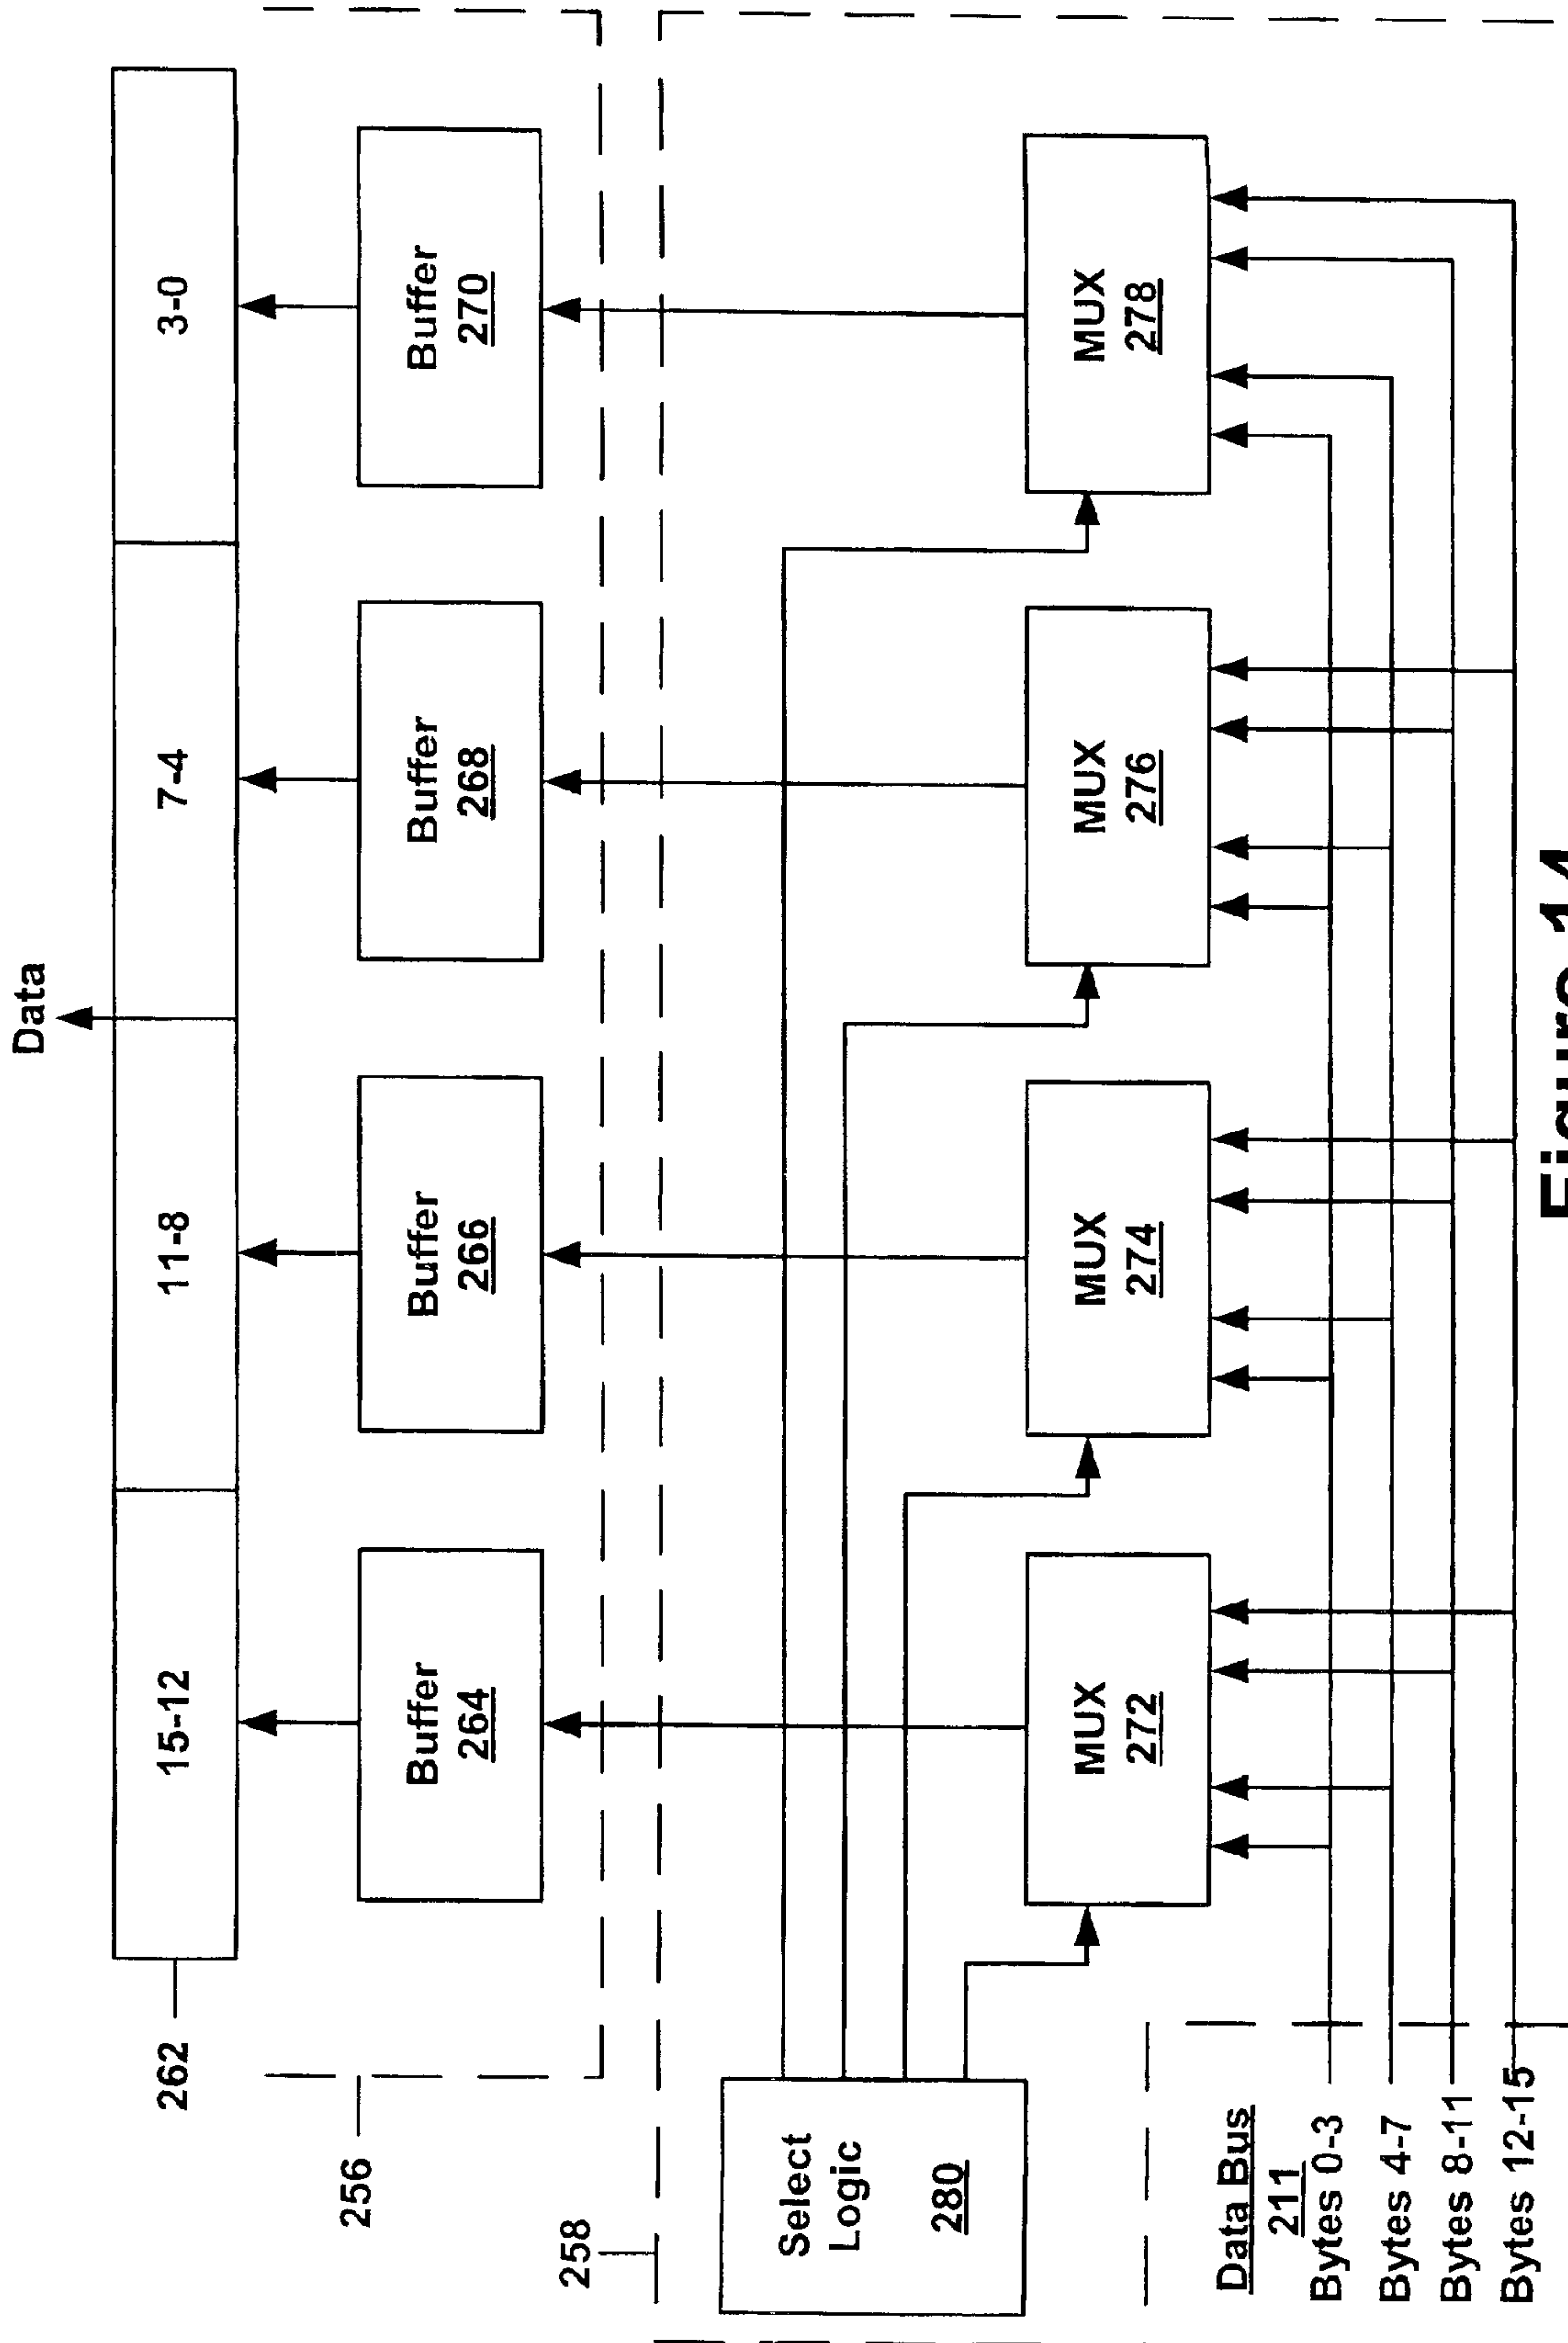 Data
262
15-12
11-8
7-4
3-0
256
Buffer
264
Buffer
266
Buffer
268
Buffer
270
258
Select
Logic
280
MUX
272
MUX
274
MUX
276
MUX
278
Data Bus
211
Bytes 0-3
Bytes 4-7
Bytes 8-11
Bytes 12-15
Figure 14